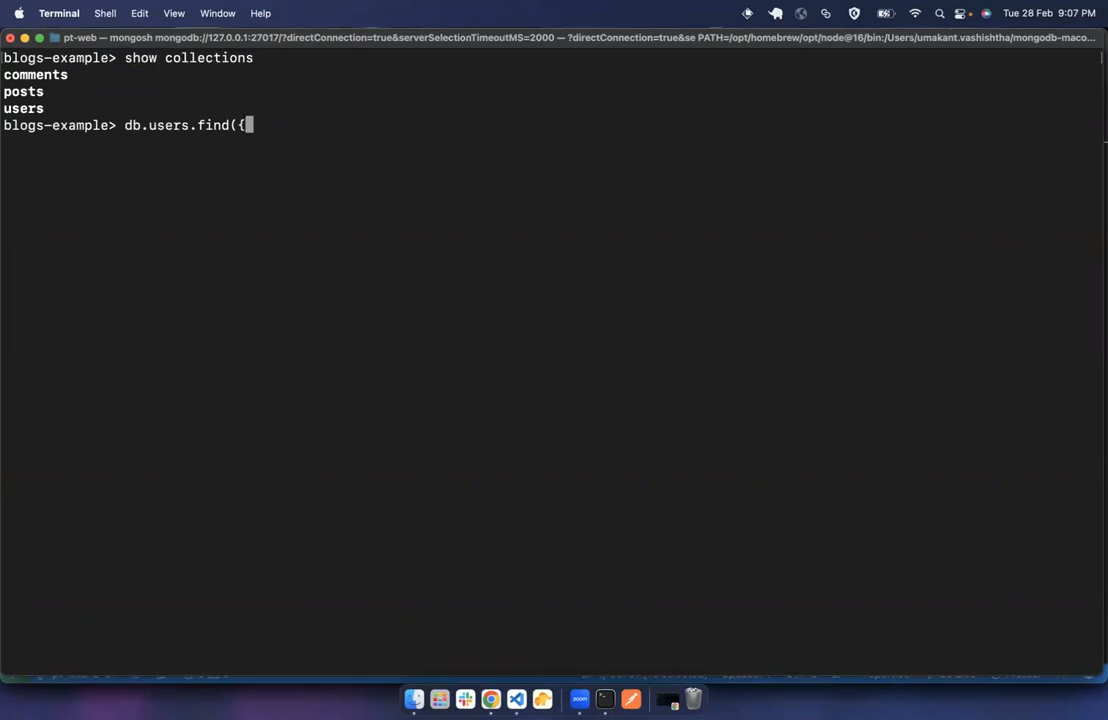 Terminal Shell Edit View Window Help Tue 28 Feb 9:07 PM
pt-web — mongosh mongodb://127.0.0.1:27017/?directConnection=true&serverSelectionTimeoutMS=2000 — ?directConnection=true&se PATH=/opt/homebrew/opt/node@16/bin:/Users/umakant.vashishtha/mongodb-maco...
blogs-example> show collections
comments
posts
users
blogs-example> db.users.find({
zoom